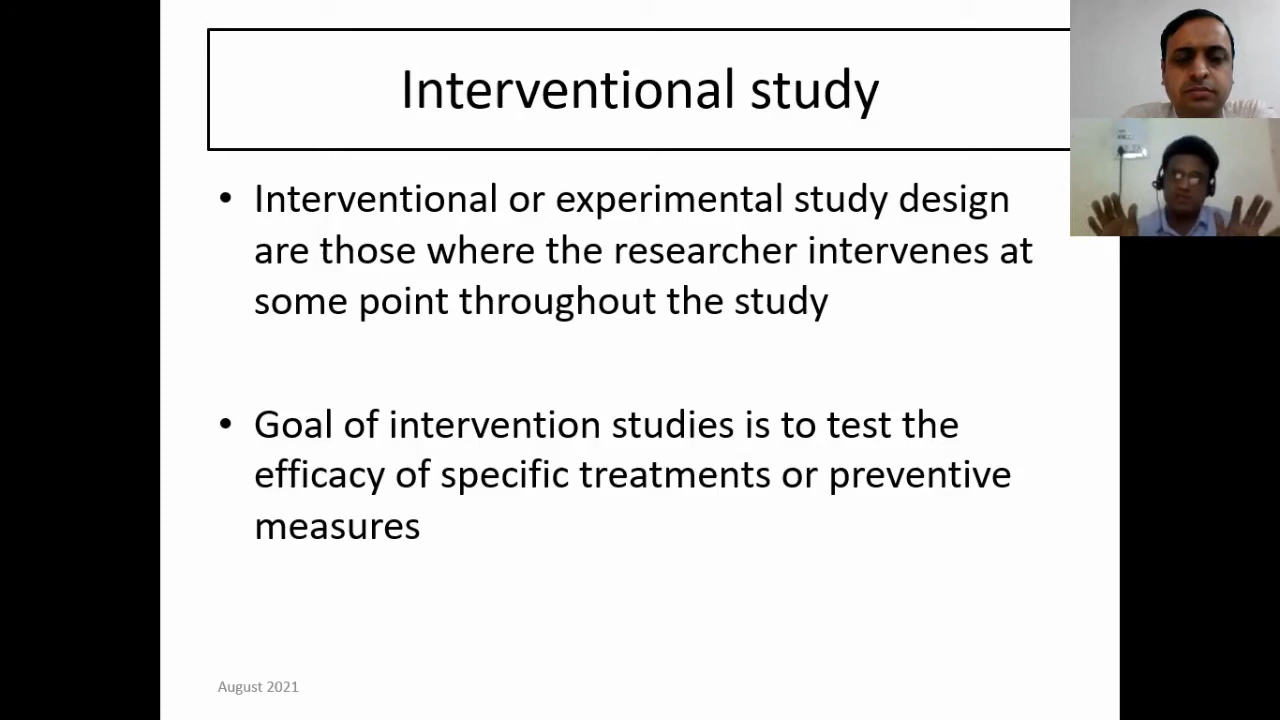 Interventional study
• Interventional or experimental study design
are those where the researcher intervenes at
some point throughout the study
• Goal of intervention studies is to test the
efficacy of specific treatments or preventive
measures
August 2021